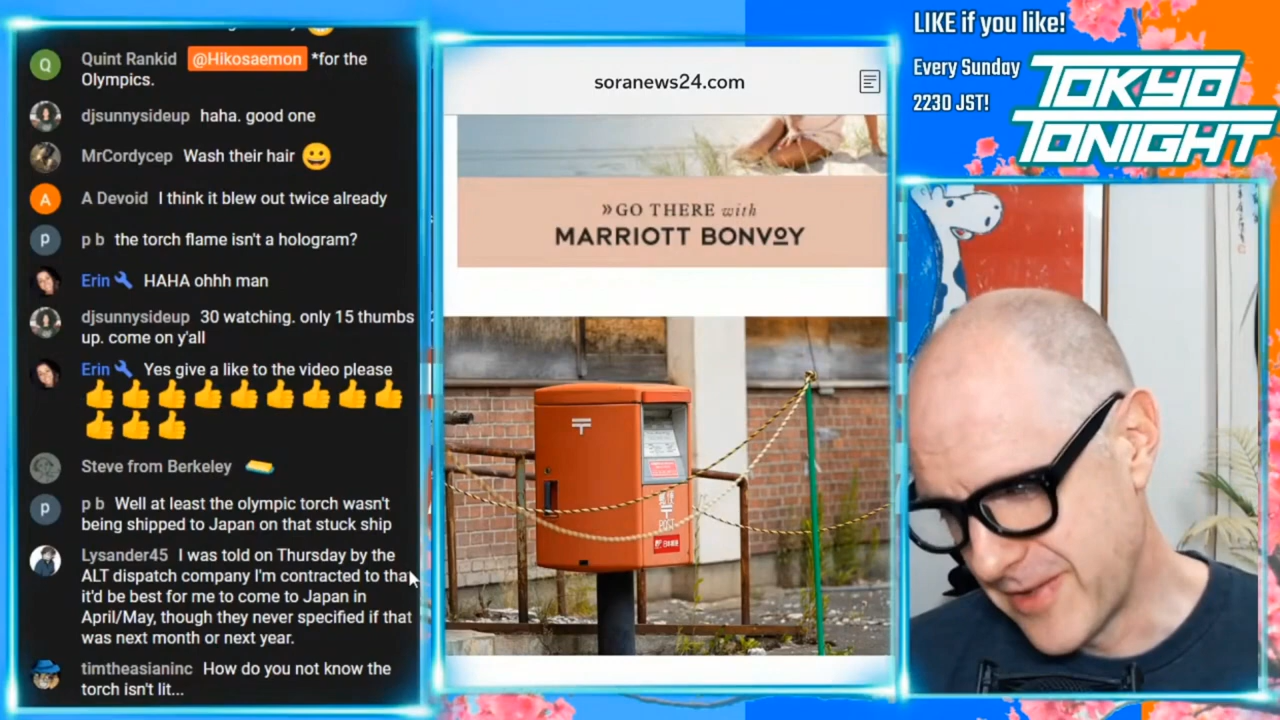 Quint Rankid @Hikosaemon *for the
Olympics.
djsunnysideup haha. good one
MrCordycep Wash their hair
A Devoid I think it blew out twice already
p b the torch flame isn't a hologram?
Erin HAHA ohhh man
djsunnysideup 30 watching. only 15 thumbs
up. come on y'all
Erin Yes give a like to the video please
Steve from Berkeley
p b Well at least the olympic torch wasn't
being shipped to Japan on that stuck ship
Lysander45 I was told on Thursday by the
ALT dispatch company I'm contracted to that
it'd be best for me to come to Japan in
April/May, though they never specified if that
was next month or next year.
timtheasianinc How do you not know the
torch isn't lit...
soranews24.com
»GO THERE with
MARRIOTT BONVOY
〒
POST
LIKE if you like!
Every Sunday
2230 JST!
TOKYO
TONIGHT